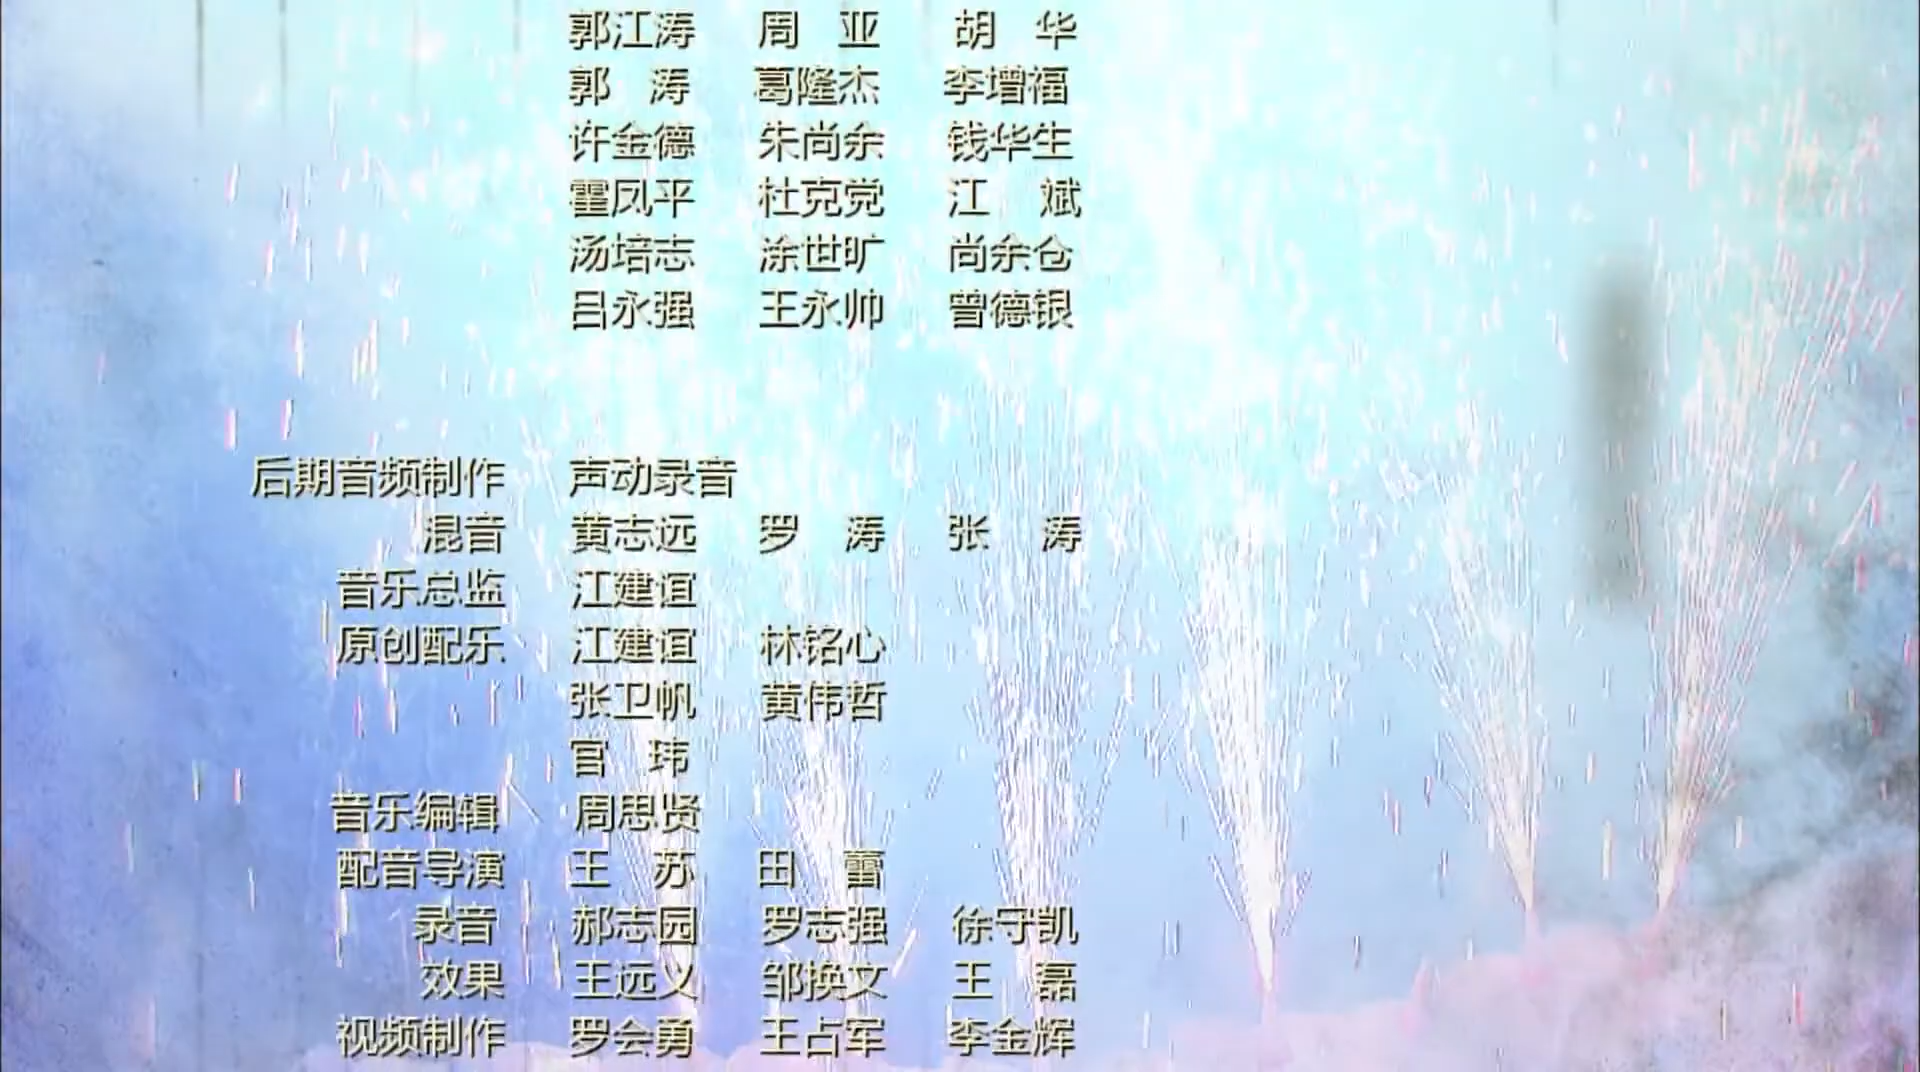 郭江涛 周 亚 胡 华
郭 涛 葛隆杰 李增福
许金德 朱尚余 钱华生
霍凤平 杜克党 江 斌
汤培志 涂世旷 尚余仓
吕永强 王永帅 曾德银
后期音频制作 声动录音
混音 黄志远 罗 涛 张 涛
音乐总监 江建谊
原创配乐 江建谊 林铭心
张卫帆 黄伟哲
官 玮
音乐编辑 周思贤
配音导演 王 苏 田 蕾
录音 郝志园 罗志强 徐守凯
效果 王远义 邹换文 王 磊
视频制作 罗会勇 王占军 李金辉